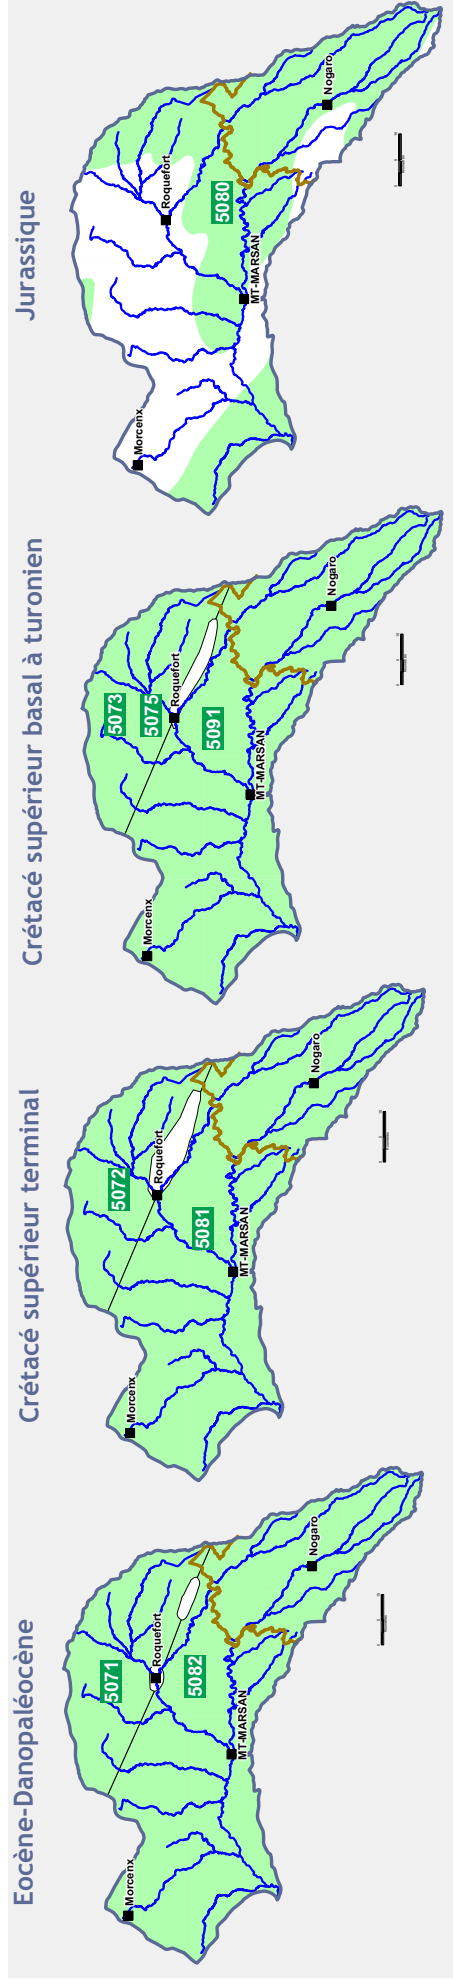 Jurassique
Morcenx
Roquefort
5080
MT-MARSAN
Nogaro
Crétacé supérieur basal à turonien
Morcenx
5073
5075
Roquefort
5091
MT-MARSAN
Nogaro
Crétacé supérieur terminal
Morcenx
5072
Roquefort
5081
MT-MARSAN
Nogaro
Eocène-Danopaléocène
Morcenx
5071
Roquefort
5082
MT-MARSAN
Nogaro